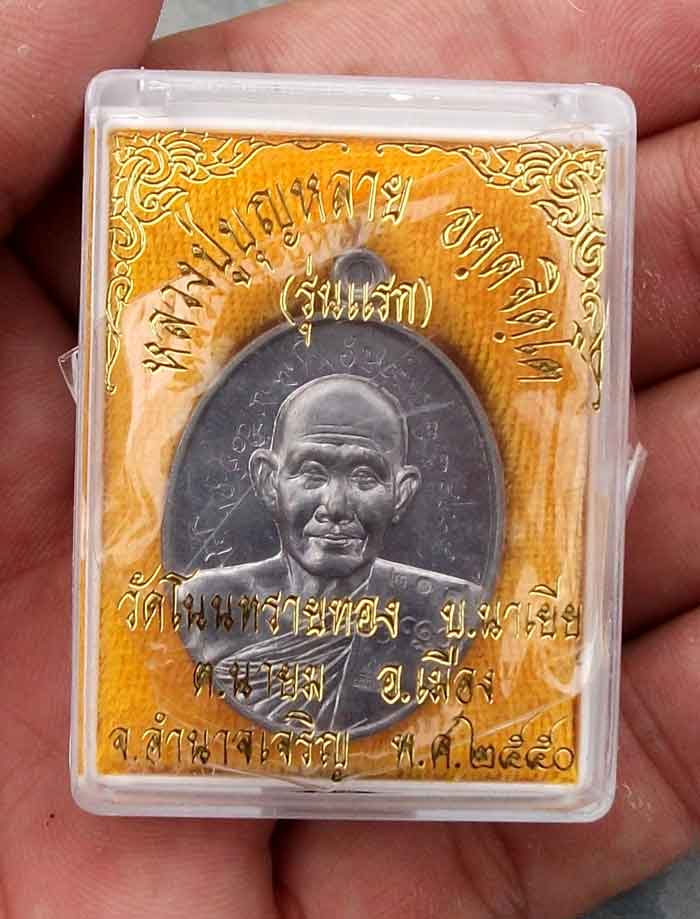 หลวงปู่บุญหลาย อคฺคจิตฺโต
(รุ่นแรก)
วัดโนนทรายทอง บ.นาเยีย
ต.นายม อ.เมือง
จ.อำนาจเจริญ พ.ศ.๒๕๕๐